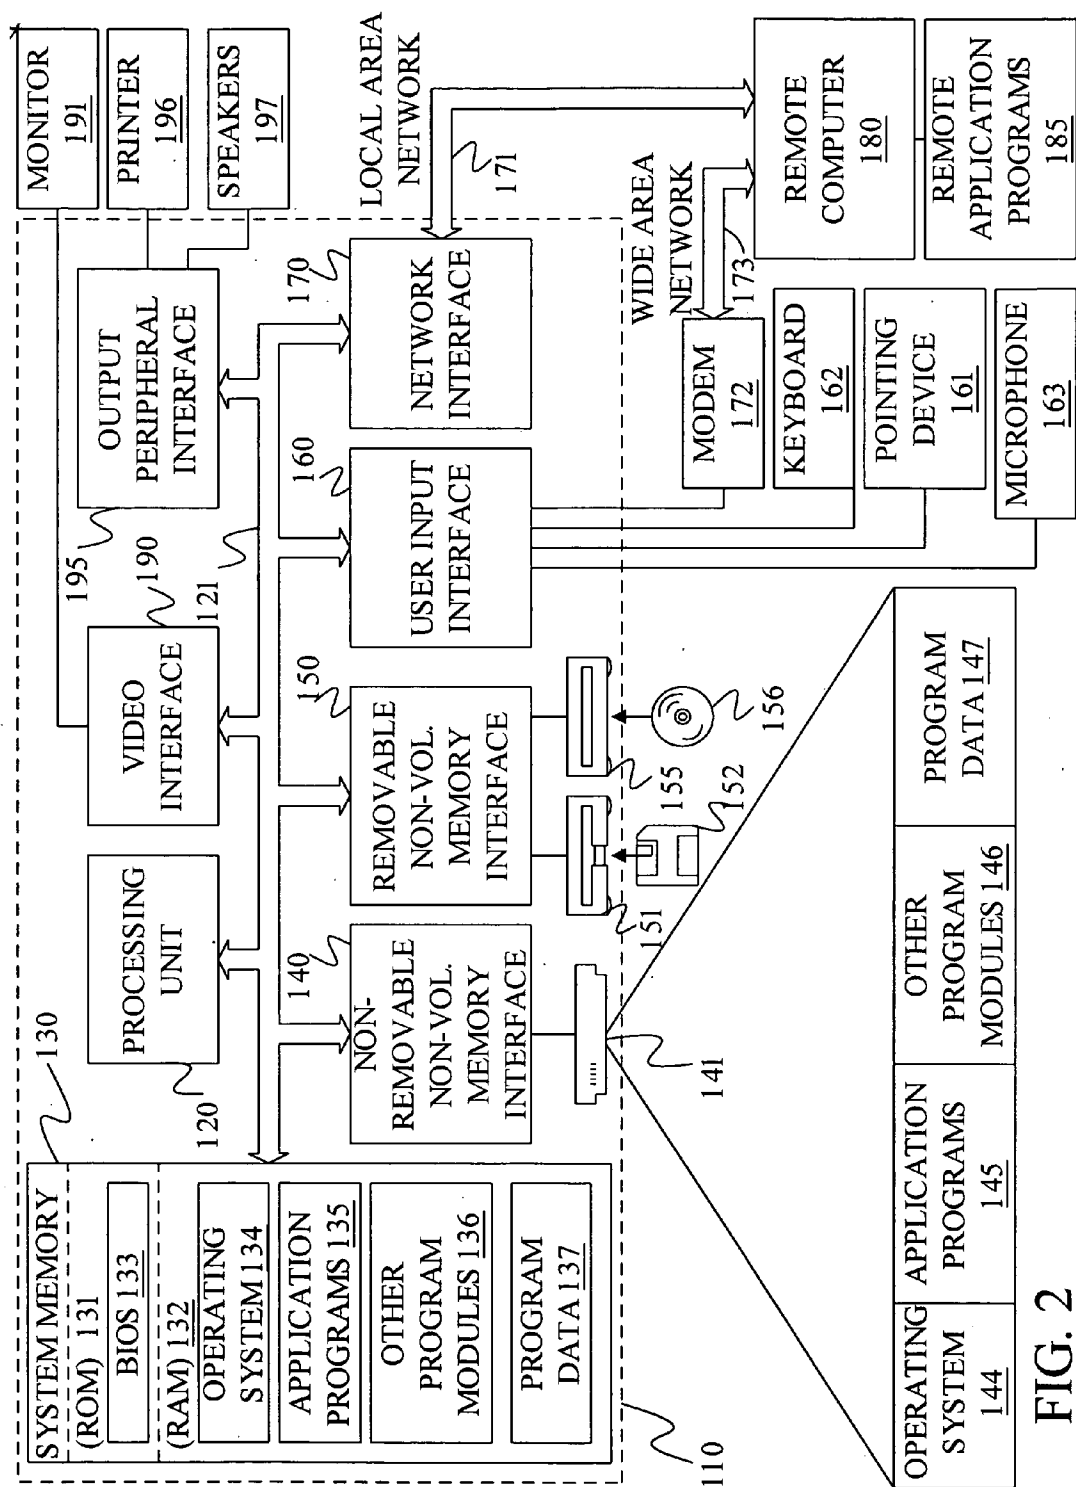 SYSTEM MEMORY
130
(ROM) 131
BIOS 133
(RAM) 132
OPERATING
SYSTEM 134
APPLICATION
PROGRAMS 135
OTHER
PROGRAM
MODULES 136
PROGRAM
DATA 137
110
120
PROCESSING
UNIT
VIDEO
INTERFACE
190
121
195
OUTPUT
PERIPHERAL
INTERFACE
MONITOR
191
PRINTER
196
SPEAKERS
197
140
NON-
REMOVABLE
NON-VOL.
MEMORY
INTERFACE
150
REMOVABLE
NON-VOL.
MEMORY
INTERFACE
160
USER INPUT
INTERFACE
170
NETWORK
INTERFACE
LOCAL AREA
NETWORK
171
141
151
152
155
156
WIDE AREA
NETWORK
173
MODEM
172
KEYBOARD
162
POINTING
DEVICE
161
MICROPHONE
163
REMOTE
COMPUTER
180
REMOTE
APPLICATION
PROGRAMS
185
OPERATING
SYSTEM
144
APPLICATION
PROGRAMS
145
OTHER
PROGRAM
MODULES 146
PROGRAM
DATA 147
FIG. 2